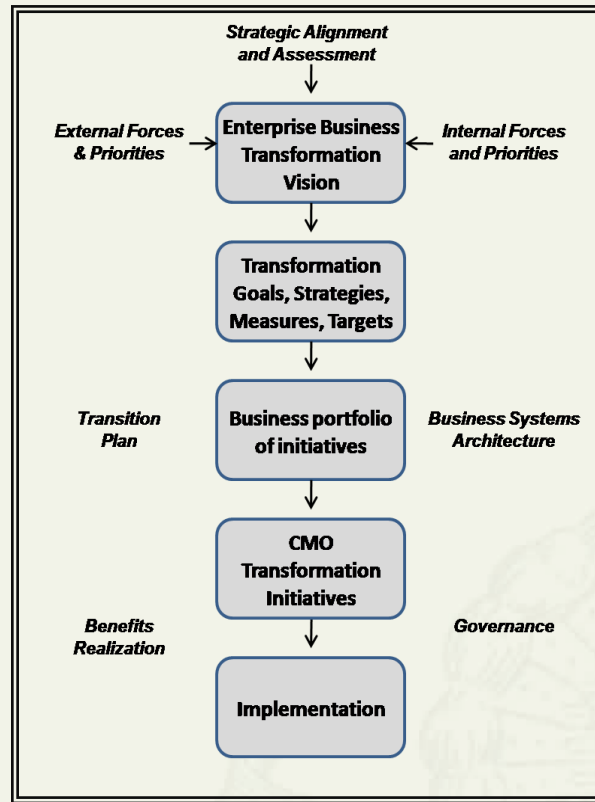 Strategic Alignment
and Assessment
External Forces
& Priorities
Enterprise Business
Transformation
Vision
Internal Forces
and Priorities
Transformation
Goals, Strategies,
Measures, Targets
Transition
Plan
Business portfolio
of initiatives
Business Systems
Architecture
CMO
Transformation
Initiatives
Benefits
Realization
Governance
Implementation